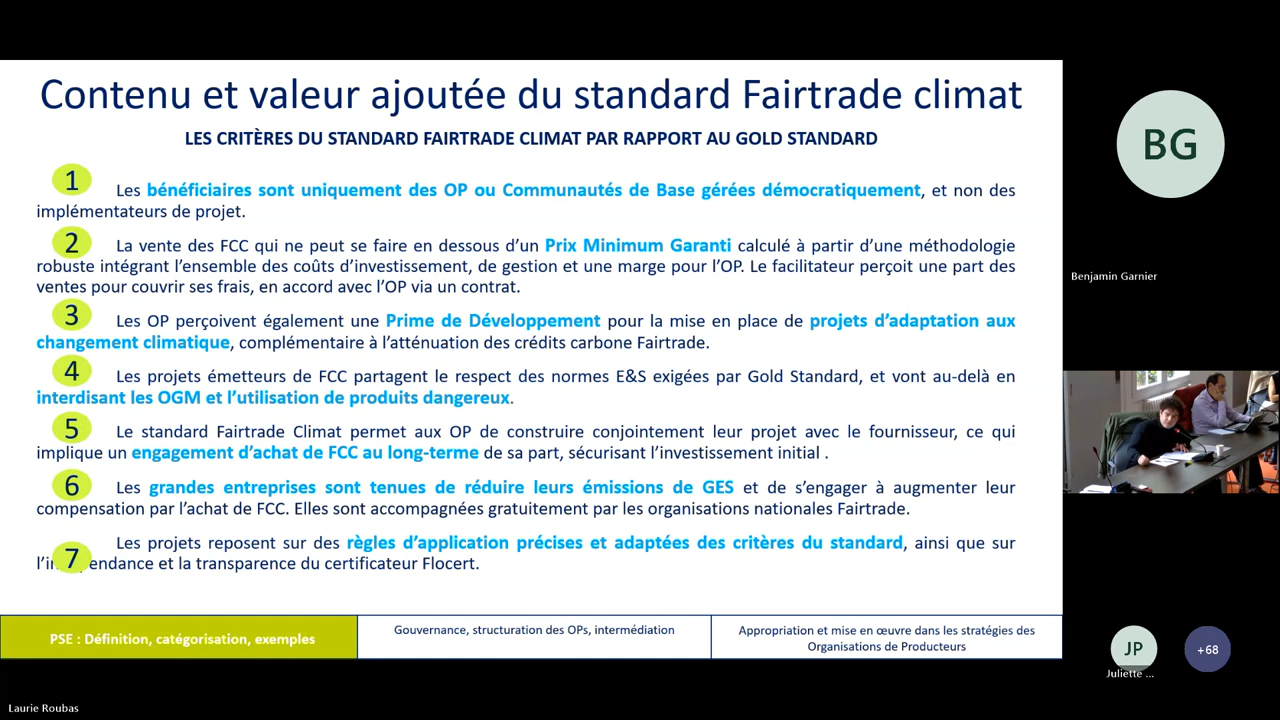 Contenu et valeur ajoutée du standard Fairtrade climat
LES CRITÈRES DU STANDARD FAIRTRADE CLIMAT PAR RAPPORT AU GOLD STANDARD
1 Les bénéficiaires sont uniquement des OP ou Communautés de Base gérées démocratiquement, et non des
implémentateurs de projet.
2 La vente des FCC qui ne peut se faire en dessous d’un Prix Minimum Garanti calculé à partir d’une méthodologie
robuste intégrant l’ensemble des coûts d’investissement, de gestion et une marge pour l’OP. Le facilitateur perçoit une part des
ventes pour couvrir ses frais, en accord avec l’OP via un contrat.
3 Les OP perçoivent également une Prime de Développement pour la mise en place de projets d’adaptation aux
changement climatique, complémentaire à l’atténuation des crédits carbone Fairtrade.
4 Les projets émetteurs de FCC partagent le respect des normes E&S exigées par Gold Standard, et vont au-delà en
interdisant les OGM et l’utilisation de produits dangereux.
5 Le standard Fairtrade Climat permet aux OP de construire conjointement leur projet avec le fournisseur, ce qui
implique un engagement d’achat de FCC au long-terme de sa part, sécurisant l’investissement initial .
6 Les grandes entreprises sont tenues de réduire leurs émissions de GES et de s’engager à augmenter leur
compensation par l’achat de FCC. Elles sont accompagnées gratuitement par les organisations nationales Fairtrade.
7 Les projets reposent sur des règles d’application précises et adaptées des critères du standard, ainsi que sur
et la transparence du certificateur Flocert.
PSE : Définition, catégorisation, exemples
Gouvernance, structuration des OPs, intermédiation
Appropriation et mise en œuvre dans les stratégies des
Organisations de Producteurs
BG
Benjamin Garnier
JP
Juliette ...
+68
Laurie Roubas